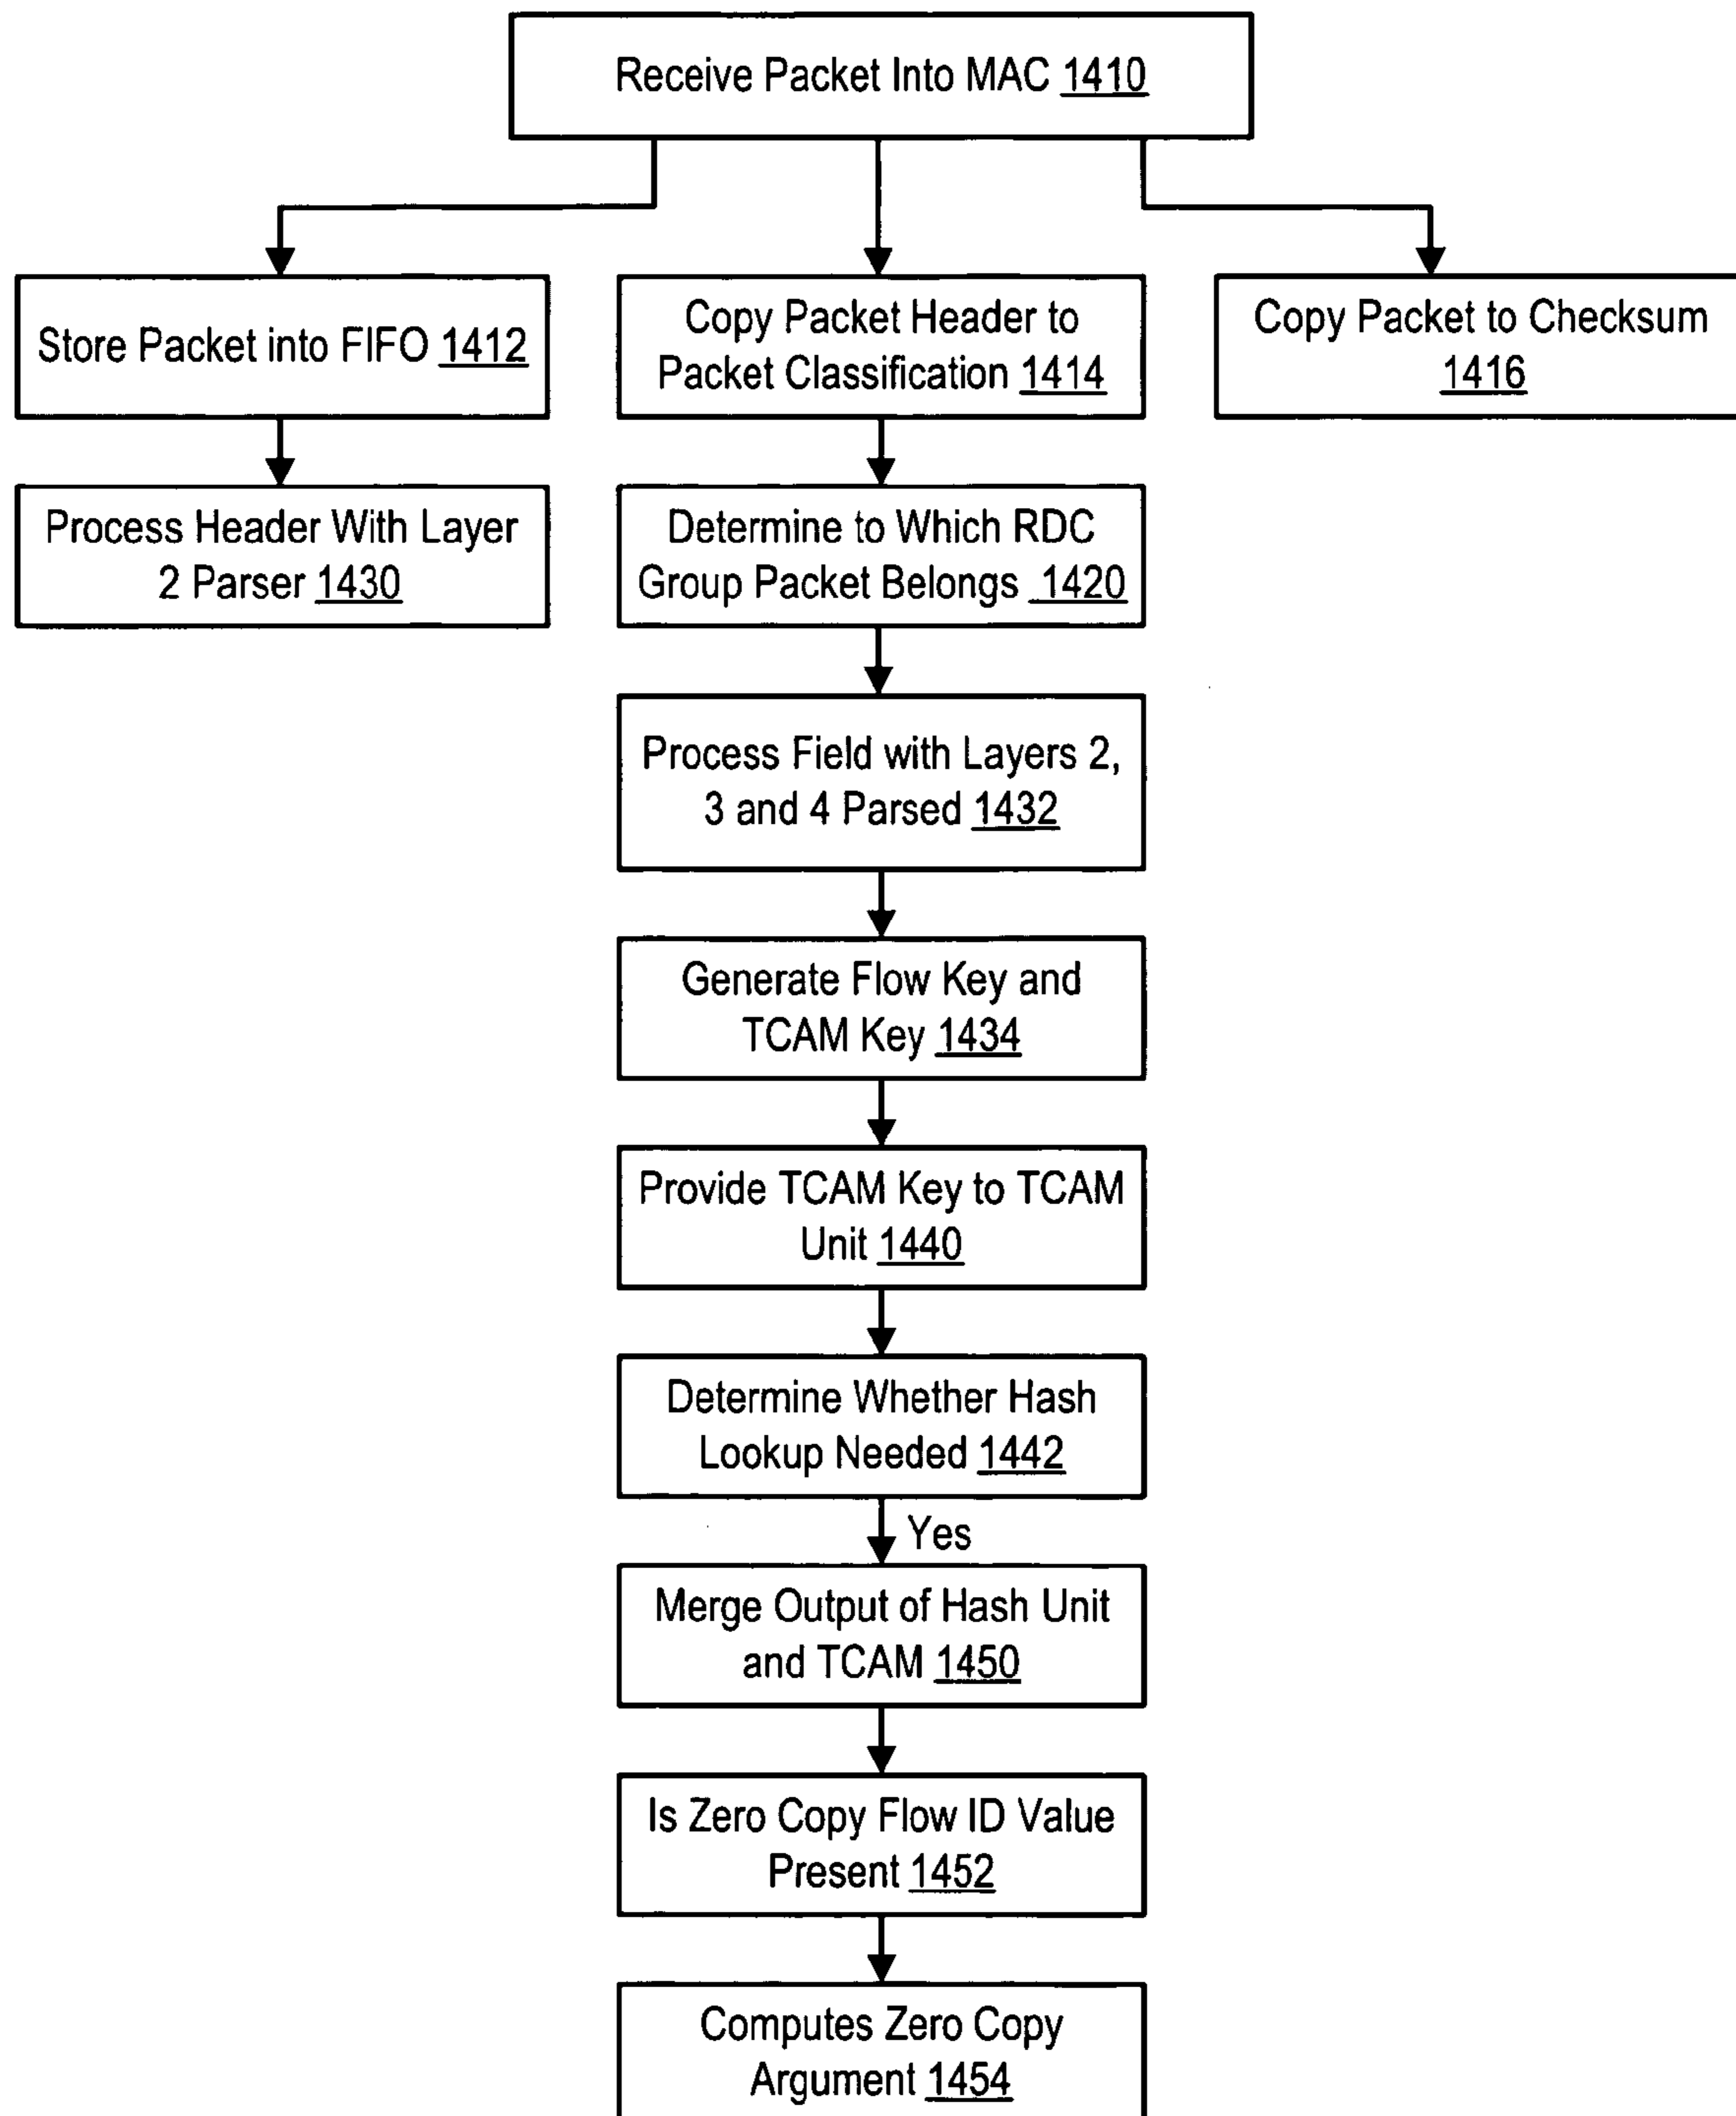 Receive Packet Into MAC 1410
Store Packet into FIFO 1412
Copy Packet Header to
Packet Classification 1414
Copy Packet to Checksum
1416
Process Header With Layer
2 Parser 1430
Determine to Which RDC
Group Packet Belongs 1420
Process Field with Layers 2,
3 and 4 Parsed 1432
Generate Flow Key and
TCAM Key 1434
Provide TCAM Key to TCAM
Unit 1440
Determine Whether Hash
Lookup Needed 1442
Yes
Merge Output of Hash Unit
and TCAM 1450
Is Zero Copy Flow ID Value
Present 1452
Computes Zero Copy
Argument 1454